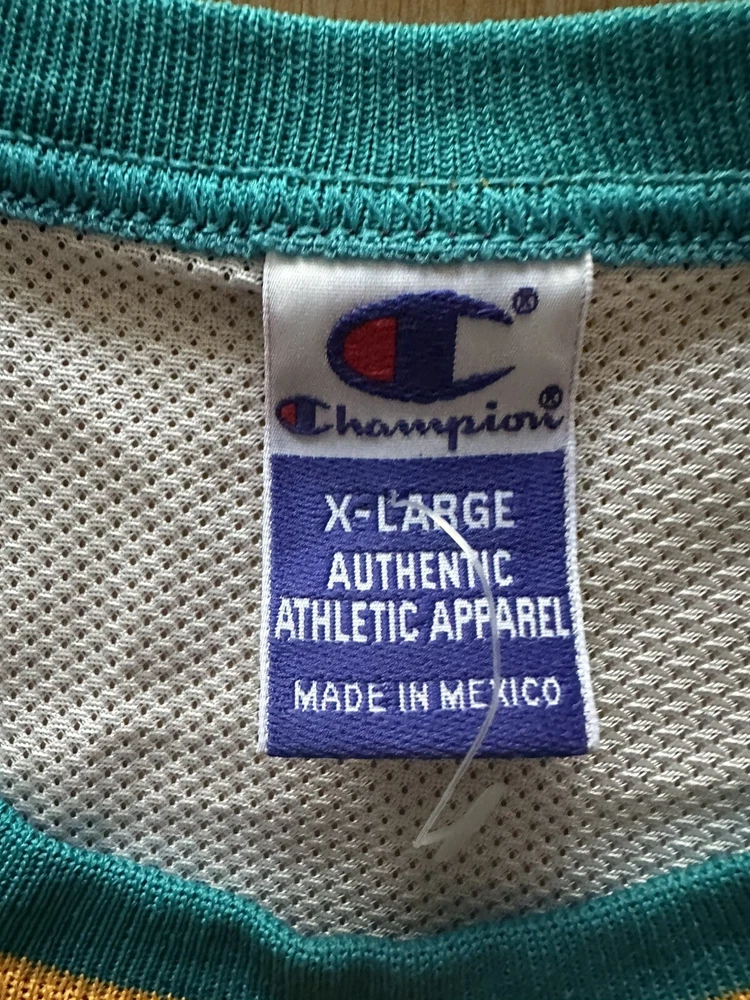 ®
Champion®
X-LARGE
AUTHENTIC
ATHLETIC APPAREL
MADE IN MEXICO